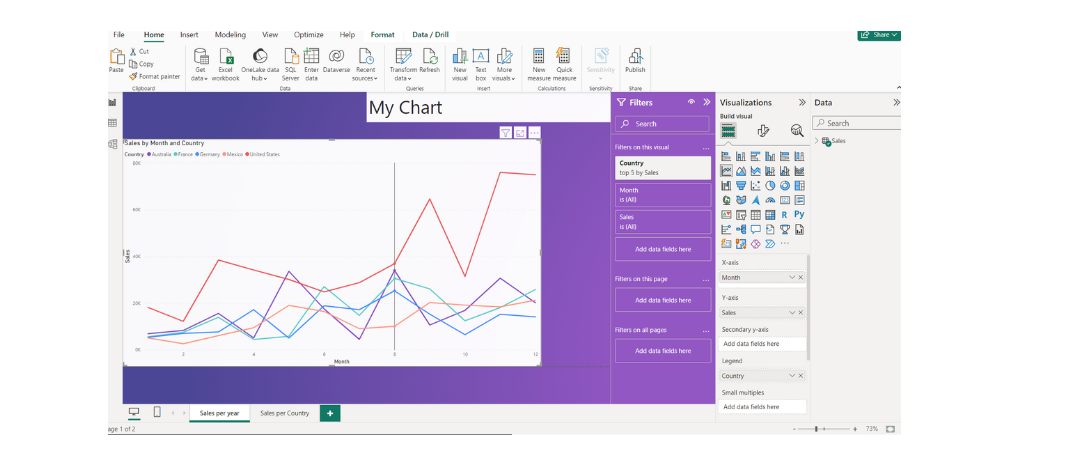 File Home Insert Modeling View Optimize Help Format Data / Drill Share
Paste Cut Copy Format painter
Get data Excel workbook OneLake data hub SQL Server Enter data Dataverse Recent sources Transform data Refresh New visual Text box More visuals New measure Quick measure Sensitivity Publish
Clipboard Data Queries Insert Calculations Sensitivity Share
My Chart
Sales by Month and Country
Country Australia France Germany Mexico United States
80K
60K
40K
20K
0K
Sales
2 4 6 8 10 12
Month
Filters
Search
Filters on this visual ...
Country
top 5 by Sales
Month
is (All)
Sales
is (All)
Add data fields here
Filters on this page ...
Add data fields here
Filters on all pages ...
Add data fields here
Visualizations
Build visual
R Py
...
X-axis
Month
Y-axis
Sales
Secondary y-axis
Add data fields here
Legend
Country
Small multiples
Add data fields here
Data
Search
Sales
Sales per year Sales per Country +
age 1 of 2
- + 73%